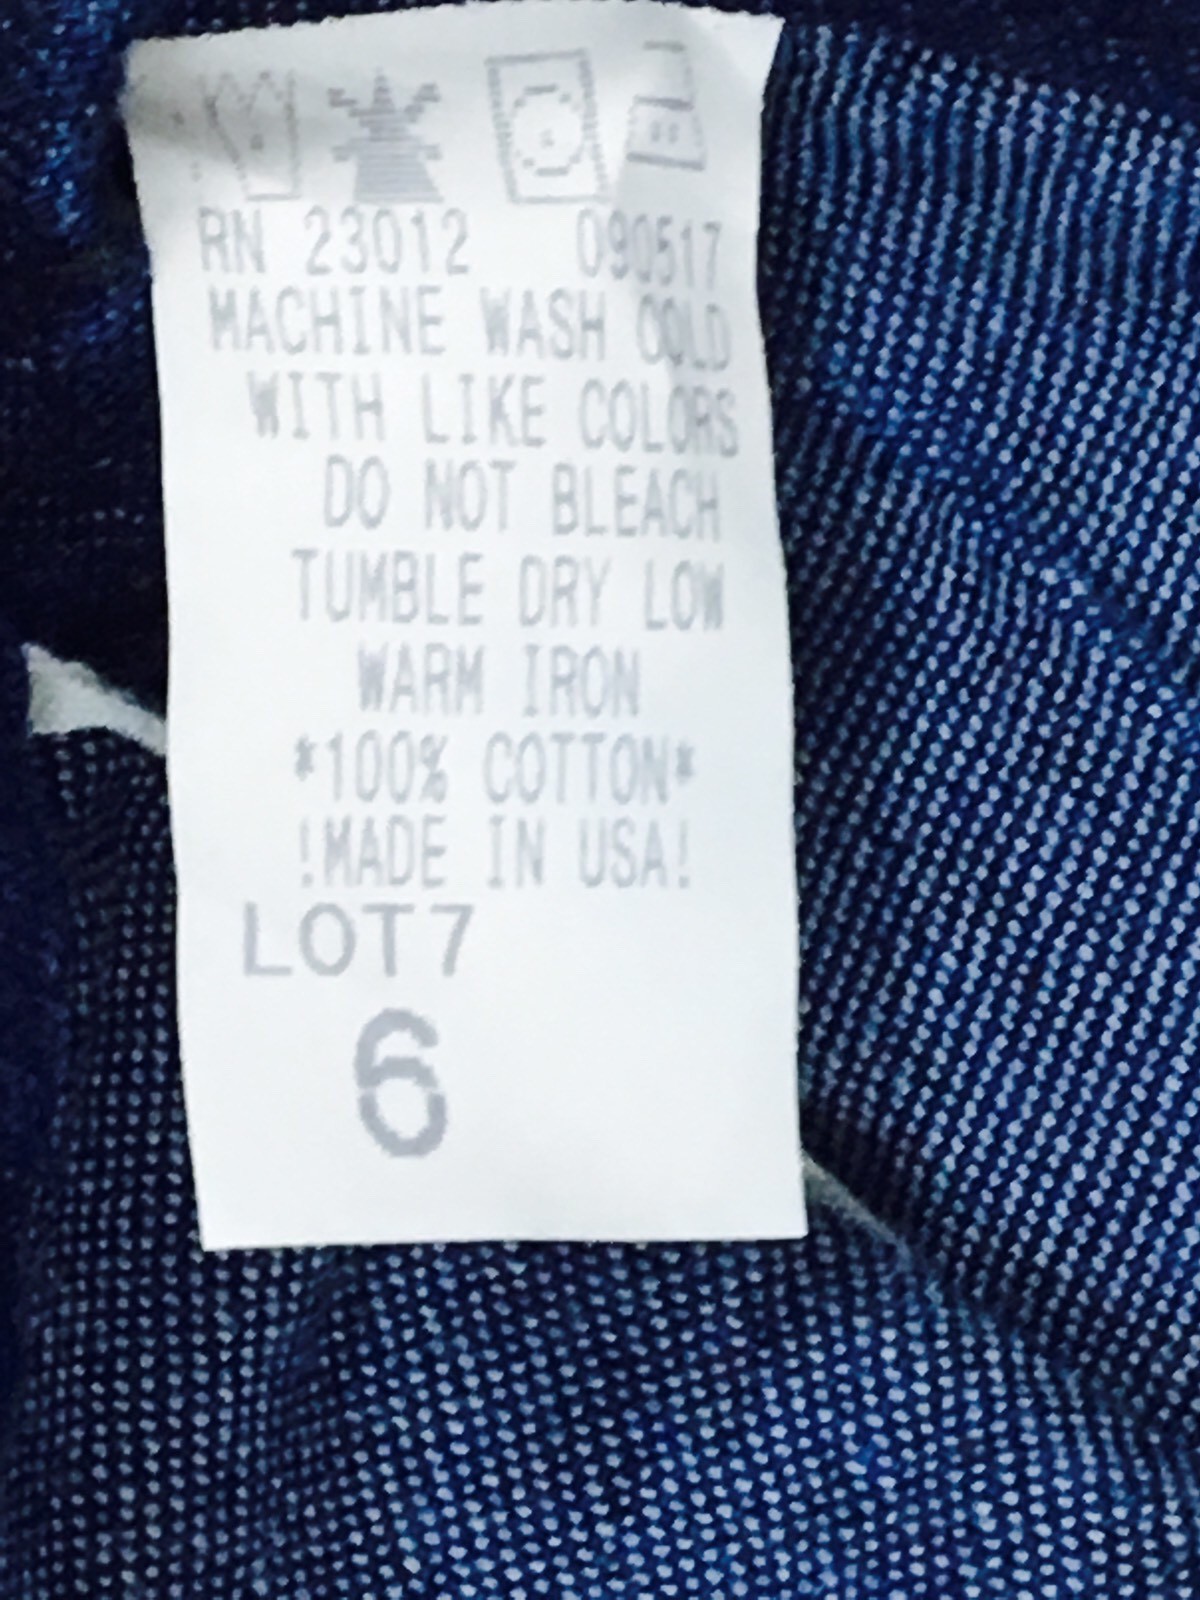 RN 23012 090517
MACHINE WASH COLD
WITH LIKE COLORS
DO NOT BLEACH
TUMBLE DRY LOW
WARM IRON
*100% COTTON*
!MADE IN USA!
LOT7
6